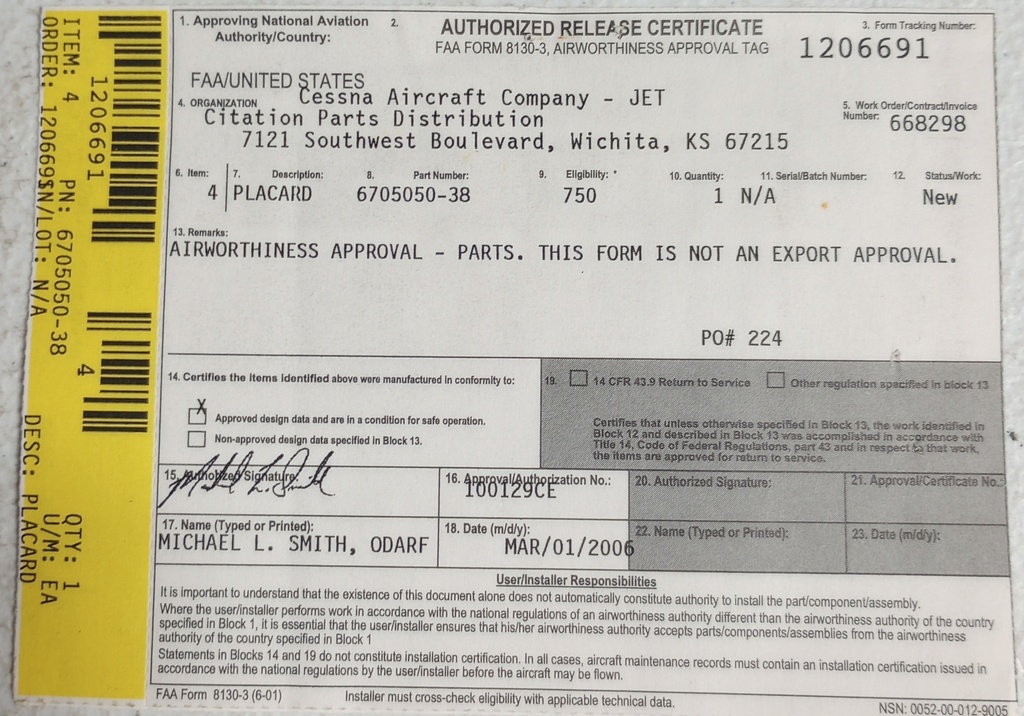 1. Approving National Aviation Authority/Country:
2.
AUTHORIZED RELEASE CERTIFICATE
FAA FORM 8130-3, AIRWORTHINESS APPROVAL TAG
3. Form Tracking Number:
1206691
FAA/UNITED STATES
4. ORGANIZATION Cessna Aircraft Company - JET
Citation Parts Distribution
7121 Southwest Boulevard, Wichita, KS 67215
5. Work Order/Contract/Invoice
Number: 668298
6. Item: 7. Description: 8. Part Number: 9. Eligibility: * 10. Quantity: 11. Serial/Batch Number: 12. Status/Work:
4 PLACARD 6705050-38 750 1 N/A New
13. Remarks:
AIRWORTHINESS APPROVAL - PARTS. THIS FORM IS NOT AN EXPORT APPROVAL.
PO# 224
14. Certifies the items identified above were manufactured in conformity to:
X Approved design data and are in a condition for safe operation.
Non-approved design data specified in Block 13.
19. 14 CFR 43.9 Return to Service Other regulation specified in block 13
Certifies that unless otherwise specified in Block 13, the work identified in
Block 12 and described in Block 13 was accomplished in accordance with
Title 14, Code of Federal Regulations, part 43 and in respect to that work,
the items are approved for return to service.
15. Authorized Signature:
16. Approval/Authorization No.:
100129CE
20. Authorized Signature:
21. Approval/Certificate No.:
17. Name (Typed or Printed):
MICHAEL L. SMITH, ODARF
18. Date (m/d/y):
MAR/01/2006
22. Name (Typed or Printed):
23. Date (m/d/y):
User/Installer Responsibilities
It is important to understand that the existence of this document alone does not automatically constitute authority to install the part/component/assembly.
Where the user/installer performs work in accordance with the national regulations of an airworthiness authority different than the airworthiness authority of the country
specified in Block 1, it is essential that the user/installer ensures that his/her airworthiness authority accepts parts/components/assemblies from the airworthiness
authority of the country specified in Block 1
Statements in Blocks 14 and 19 do not constitute installation certification. In all cases, aircraft maintenance records must contain an installation certification issued in
accordance with the national regulations by the user/installer before the aircraft may be flown.
FAA Form 8130-3 (6-01) Installer must cross-check eligibility with applicable technical data.
NSN: 0052-00-012-9005
1206691 4
ITEM: 4 PN: 6705050-38 QTY: 1
ORDER: 1206691 SN/LOT: N/A U/M: EA
DESC: PLACARD